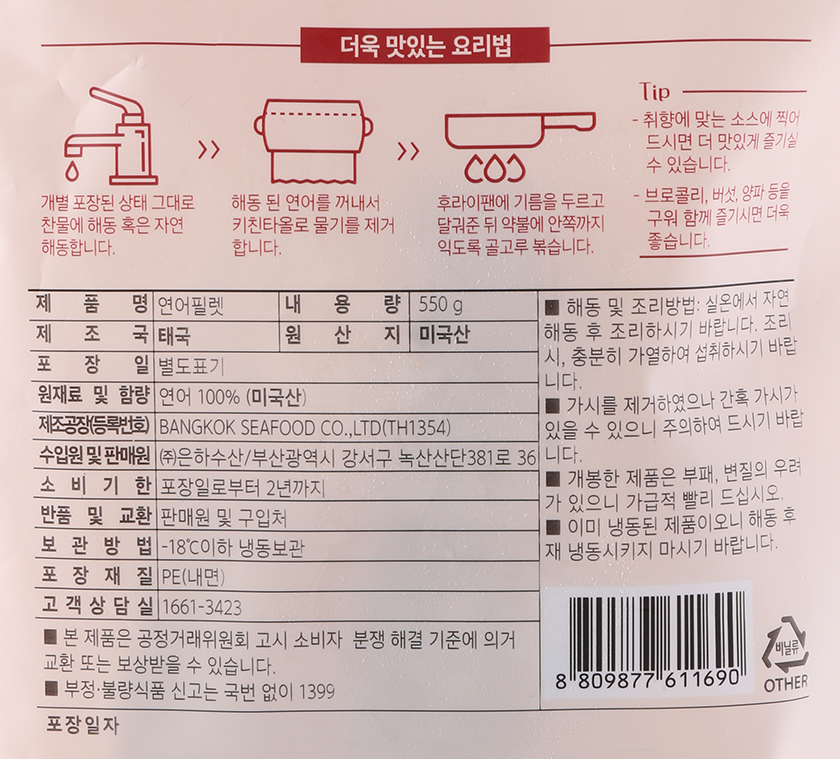 더욱 맛있는 요리법
개별 포장된 상태 그대로
찬물에 해동 혹은 자연
해동합니다.
>>
해동 된 연어를 꺼내서
키친타올로 물기를 제거
합니다.
>>
후라이팬에 기름을 두르고
달궈준 뒤 약불에 안쪽까지
익도록 골고루 볶습니다.
Tip
- 취향에 맞는 소스에 찍어
드시면 더 맛있게 즐기실
수 있습니다.
- 브로콜리, 버섯, 양파 등을
구워 함께 즐기시면 더욱
좋습니다.
제품명 연어필렛 내용량 550 g
제조국 태국 원산지 미국산
포장일 별도표기
원재료 및 함량 연어 100% (미국산)
제조공장(등록번호) BANGKOK SEAFOOD CO.,LTD(TH1354)
수입원 및 판매원 ㈜은하수산/부산광역시 강서구 녹산산단381로 36
소비기한 포장일로부터 2년까지
반품 및 교환 판매원 및 구입처
보관방법 -18℃이하 냉동보관
포장재질 PE(내면)
고객상담실 1661-3423
■ 본 제품은 공정거래위원회 고시 소비자 분쟁 해결 기준에 의거
교환 또는 보상받을 수 있습니다.
■ 부정·불량식품 신고는 국번 없이 1399
포장일자
■ 해동 및 조리방법: 실온에서 자연
해동 후 조리하시기 바랍니다. 조리
시, 충분히 가열하여 섭취하시기 바랍
니다.
■ 가시를 제거하였으나 간혹 가시가
있을 수 있으니 주의하여 드시기 바랍
니다.
■ 개봉한 제품은 부패, 변질의 우려
가 있으니 가급적 빨리 드십시오.
■ 이미 냉동된 제품이오니 해동 후
재 냉동시키지 마시기 바랍니다.
8 809877 611690
비닐류
OTHER